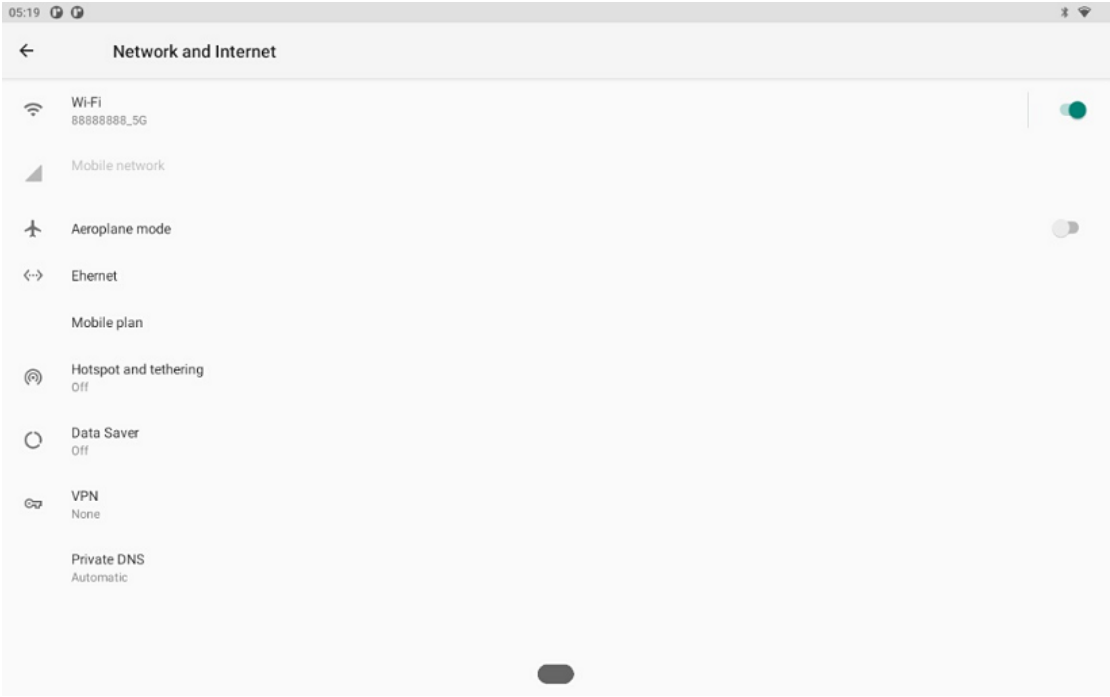 05:19
Network and Internet
Wi-Fi
88888888_5G
Mobile network
Aeroplane mode
Ehernet
Mobile plan
Hotspot and tethering
Off
Data Saver
Off
VPN
None
Private DNS
Automatic